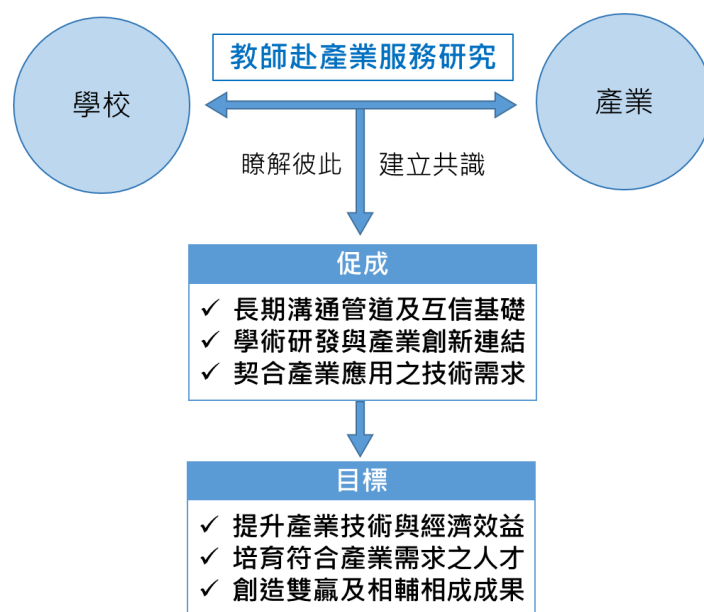 教師赴產業服務研究
學校
產業
瞭解彼此
建立共識
促成
✓ 長期溝通管道及互信基礎
✓ 學術研發與產業創新連結
✓ 契合產業應用之技術需求
目標
✓ 提升產業技術與經濟效益
✓ 培育符合產業需求之人才
✓ 創造雙贏及相輔相成成果